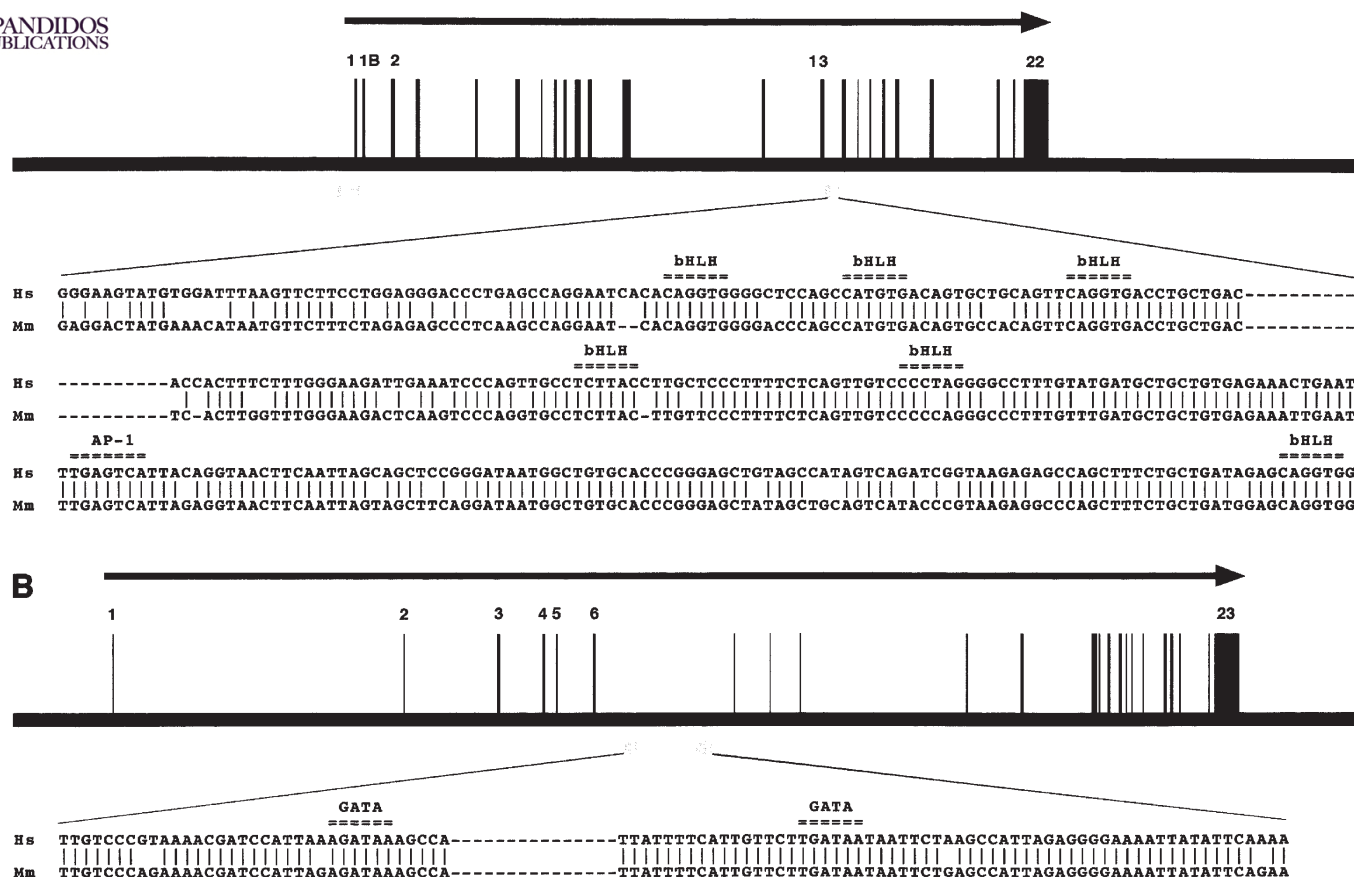 PANDIDOS
UBLICATIONS
1 1B 2 13 22
bHLH bHLH bHLH
====== ====== ======
Hs GGGAAGTATGTGGATTTAAGTTCTTCCTGGAGGGACCCTGAGCCAGGAATCACACAGGTGGGGCTCCAGCCATGTGACAGTGCTGCAGTTCAGGTGACCTGCTGAC----------
Mm GAGGACTATGAAACATAATGTTCTTTCTAGAGAGCCCTCAAGCCAGGAAT--CACAGGTGGGGACCCAGCCATGTGACAGTGCCACAGTTCAGGTGACCTGCTGAC----------
bHLH bHLH
====== ======
Hs ----------ACCACTTTCTTTGGGAAGATTGAAATCCCAGTTGCCTCTTACCTTGCTCCCTTTTCTCAGTTGTCCCCTAGGGGCCTTTGTATGATGCTGCTGTGAGAAACTGAAT
Mm ----------TC-ACTTGGTTTGGGAAGACTCAAGTCCCAGGTGCCTCTTAC-TTGTTCCCTTTTCTCAGTTGTCCCCCAGGGCCCTTTGTTTGATGCTGCTGTGAGAAATTGAAT
AP-1 bHLH
======= ======
Hs TTGAGTCATTACAGGTAACTTCAATTAGCAGCTCCGGGATAATGGCTGTGCACCCGGGAGCTGTAGCCATAGTCAGATCGGTAAGAGAGCCAGCTTTCTGCTGATAGAGCAGGTGG
Mm TTGAGTCATTAGAGGTAACTTCAATTAGTAGCTTCAGGATAATGGCTGTGCACCCGGGAGCTATAGCTGCAGTCATACCCGTAAGAGGCCCAGCTTTCTGCTGATGGAGCAGGTGG
B
1 2 3 4 5 6 23
GATA GATA
====== ======
Hs TTGTCCCGTAAAACGATCCATTAAAGATAAAGCCA---------------TTATTTTCATTGTTCTTGATAATAATTCTAAGCCATTAGAGGGGAAAATTATATTCAAAA
Mm TTGTCCCAGAAAACGATCCATTAGAGATAAAGCCA---------------TTATTTTCATTGTTCTTGATAATAATTCTGAGCCATTAGAGGGGAAAATTATATTCAGAA